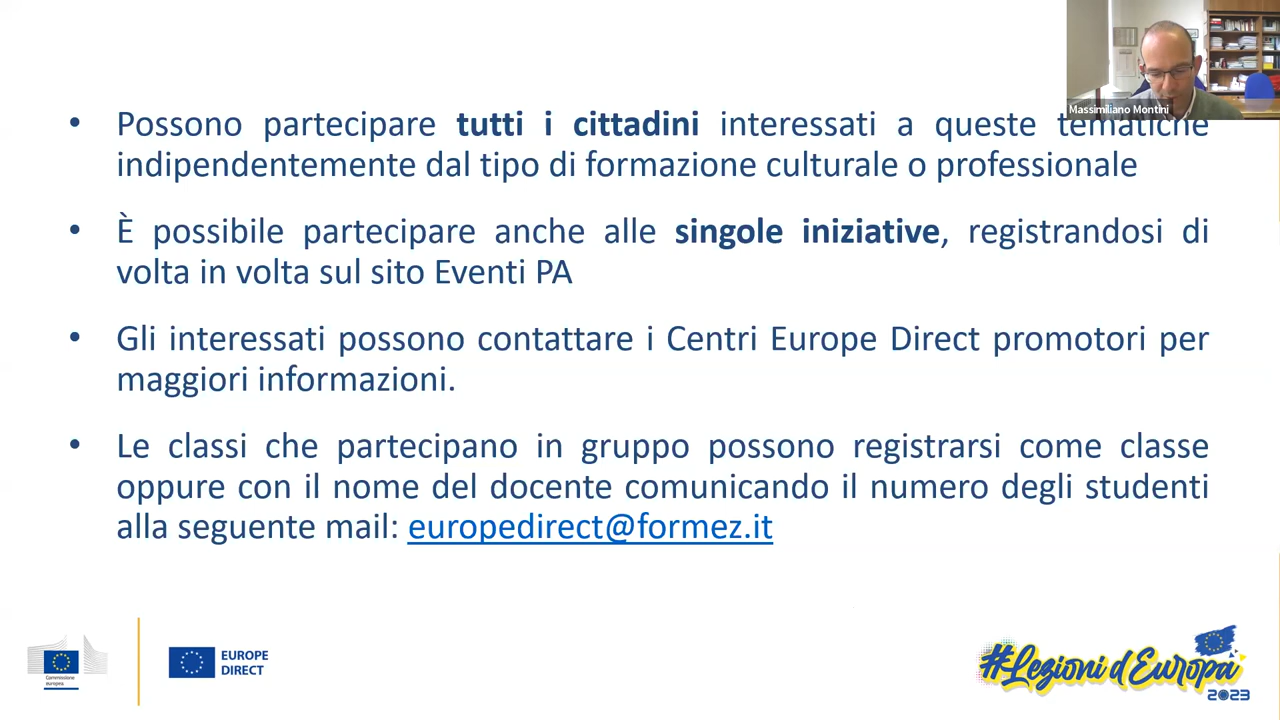 Massimiliano Montini
• Possono partecipare tutti i cittadini interessati a queste tematiche
indipendentemente dal tipo di formazione culturale o professionale
• È possibile partecipare anche alle singole iniziative, registrandosi di
volta in volta sul sito Eventi PA
• Gli interessati possono contattare i Centri Europe Direct promotori per
maggiori informazioni.
• Le classi che partecipano in gruppo possono registrarsi come classe
oppure con il nome del docente comunicando il numero degli studenti
alla seguente mail: europedirect@formez.it
Commissione
europea
EUROPE
DIRECT
#Lezioni d'Europa
2023